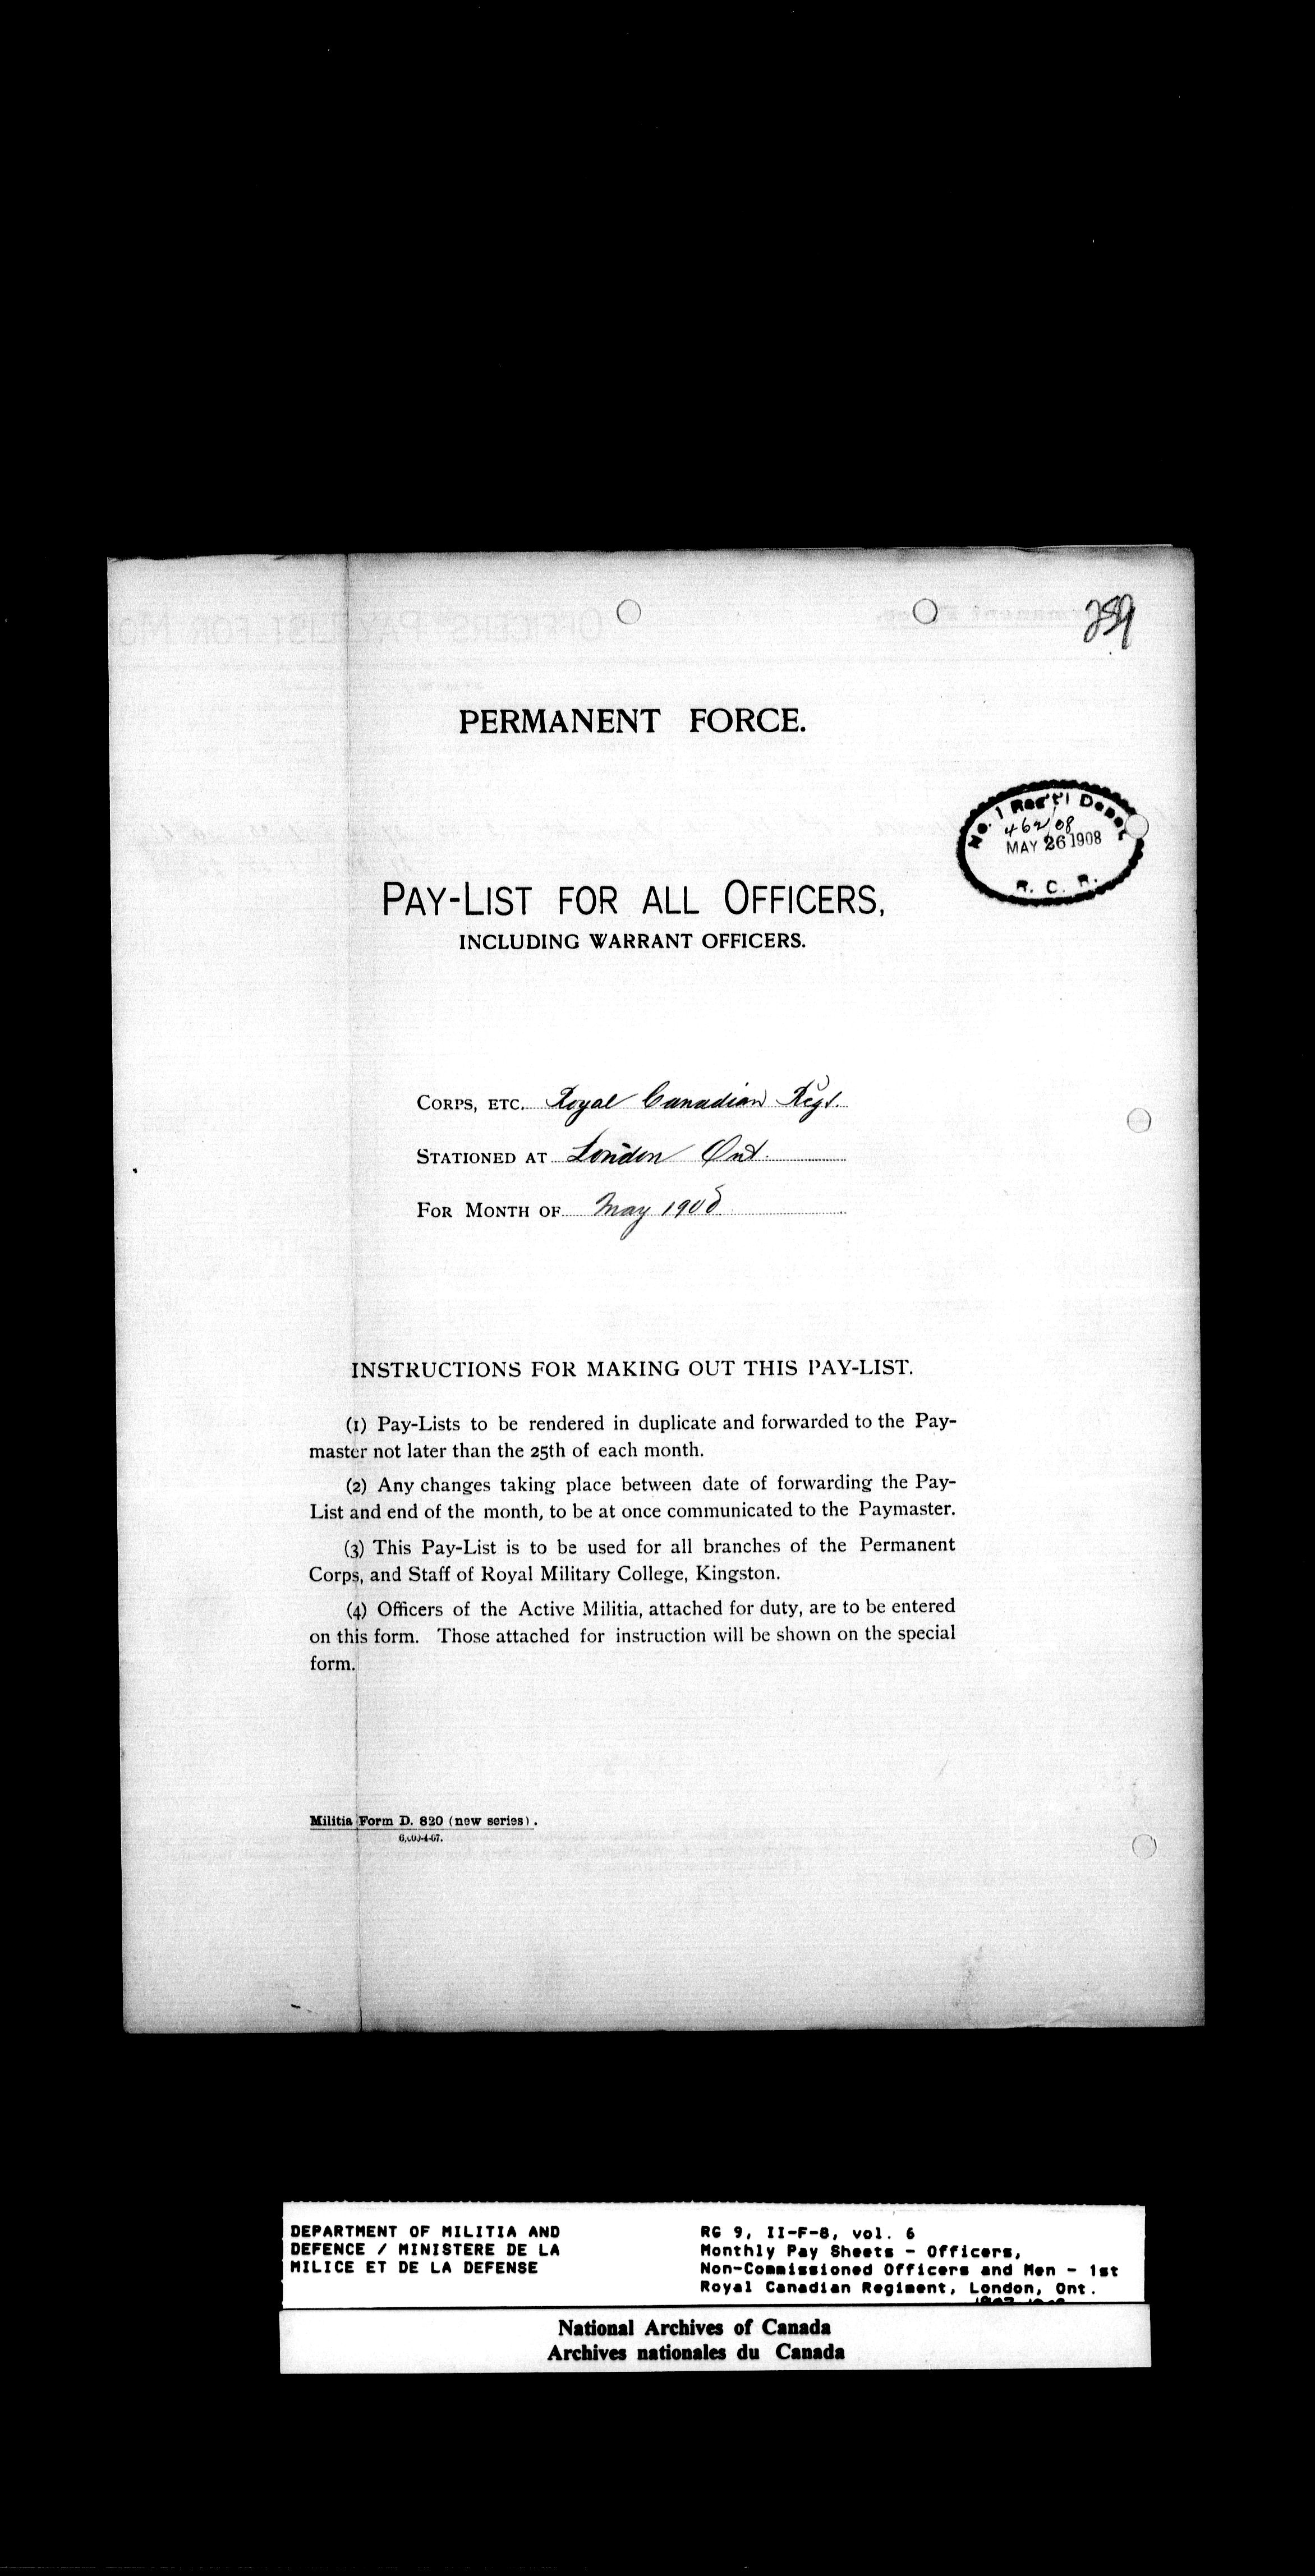 259
PERMANENT FORCE.
No. 1 Reg't'l Depot
462/08
MAY 26 1908
R. C. R.
PAY-LIST FOR ALL OFFICERS,
INCLUDING WARRANT OFFICERS.
CORPS, ETC. Royal Canadian Regt.
STATIONED AT London Ont.
FOR MONTH OF May 1908
INSTRUCTIONS FOR MAKING OUT THIS PAY-LIST.
(1) Pay-Lists to be rendered in duplicate and forwarded to the Pay-
master not later than the 25th of each month.
(2) Any changes taking place between date of forwarding the Pay-
List and end of the month, to be at once communicated to the Paymaster.
(3) This Pay-List is to be used for all branches of the Permanent
Corps, and Staff of Royal Military College, Kingston.
(4) Officers of the Active Militia, attached for duty, are to be entered
on this form. Those attached for instruction will be shown on the special
form.
Militia Form D. 820 (new series).
6,000-4-07.
DEPARTMENT OF MILITIA AND
DEFENCE / MINISTERE DE LA
MILICE ET DE LA DEFENSE
RG 9, II-F-8, vol. 6
Monthly Pay Sheets - Officers,
Non-Commissioned Officers and Men - 1st
Royal Canadian Regiment, London, Ont.
National Archives of Canada
Archives nationales du Canada